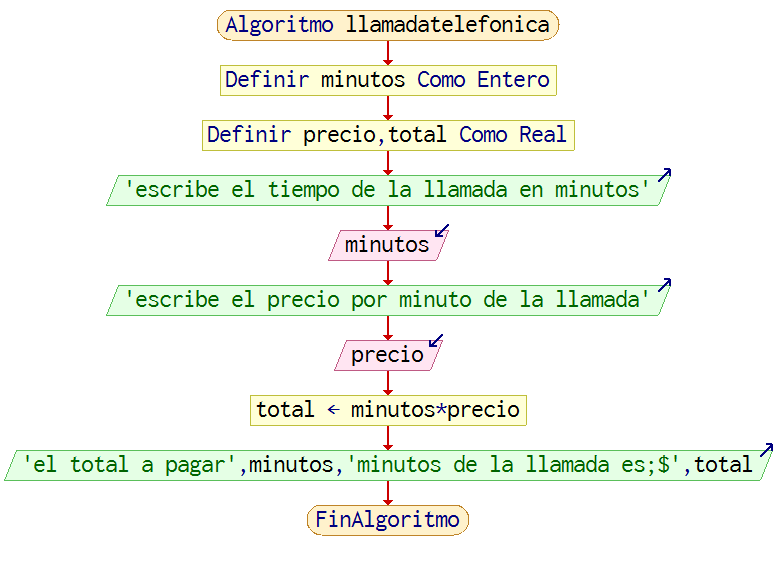 Algoritmo llamadatelefonica
Definir minutos Como Entero
Definir precio,total Como Real
'escribe el tiempo de la llamada en minutos'
minutos
'escribe el precio por minuto de la llamada'
precio
total ← minutos*precio
'el total a pagar',minutos,'minutos de la llamada es;$',total
FinAlgoritmo